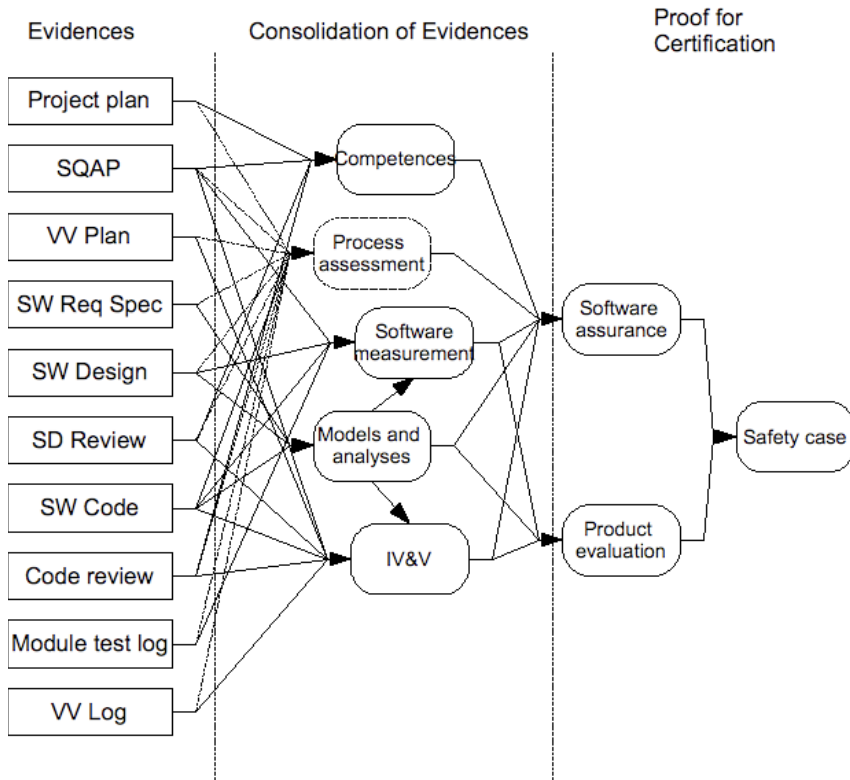 Evidences
Consolidation of Evidences
Proof for
Certification
Project plan
SQAP
VV Plan
SW Req Spec
SW Design
SD Review
SW Code
Code review
Module test log
VV Log
Competences
Process
assessment
Software
measurement
Models and
analyses
IV&V
Software
assurance
Product
evaluation
Safety case